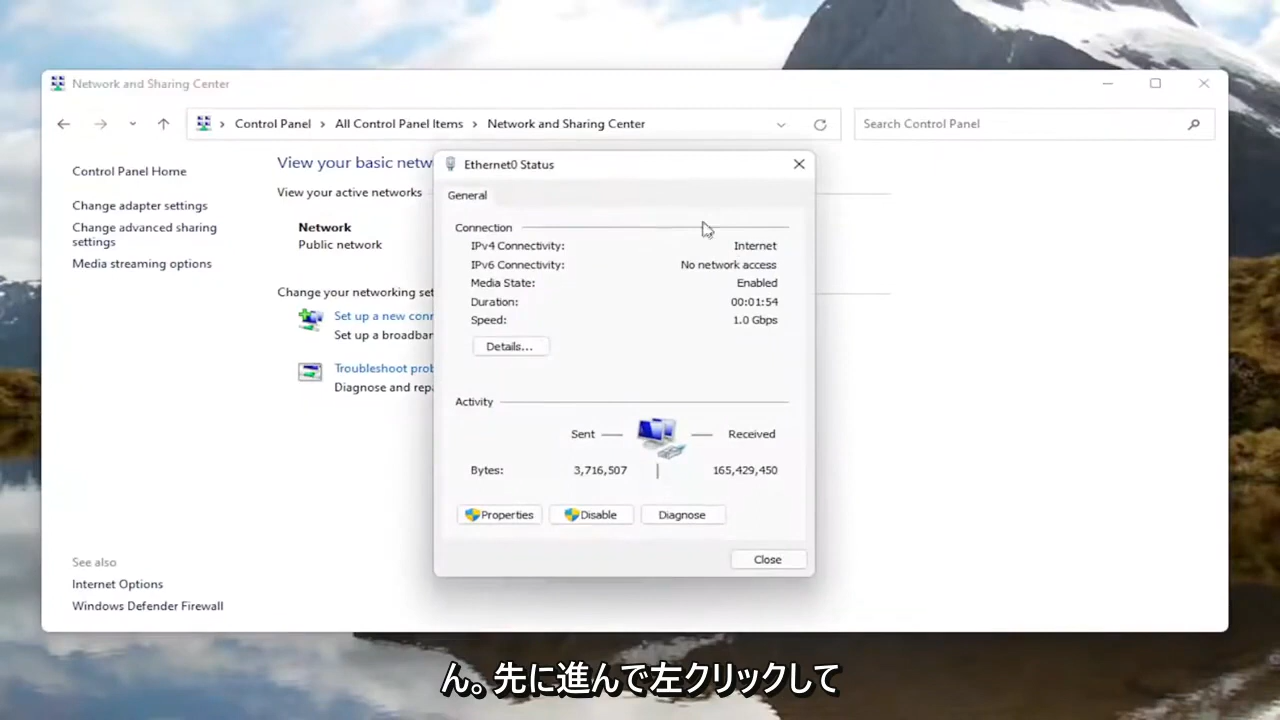 Network and Sharing Center
Control Panel
All Control Panel Items
Network and Sharing Center
Search Control Panel
Control Panel Home
Change adapter settings
Change advanced sharing
settings
Media streaming options
See also
Internet Options
Windows Defender Firewall
View your basic netw
View your active networks
Network
Public network
Change your networking set
Set up a new conn
Set up a broadbar
Troubleshoot prob
Diagnose and repa
Ethernet0 Status
General
Connection
IPv4 Connectivity: Internet
IPv6 Connectivity: No network access
Media State: Enabled
Duration: 00:01:54
Speed: 1.0 Gbps
Details...
Activity
Sent — — Received
Bytes: 3,716,507 | 165,429,450
Properties Disable Diagnose
Close
ん。先に進んで左クリックして